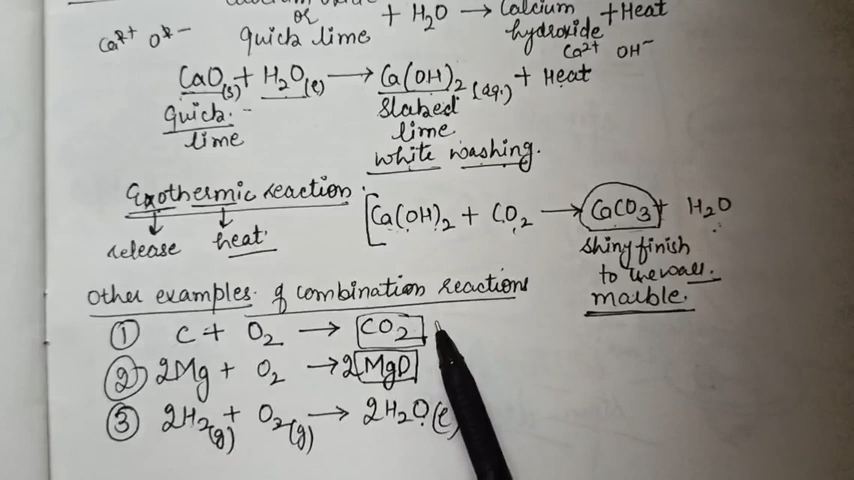 or + H₂O → Calcium + Heat
Ca²⁺ O²⁻ quick lime hydroxide
Ca²⁺ OH⁻
CaO(s) + H₂O(l) → Ca(OH)₂(aq.) + Heat
Quick slaked
lime lime
white washing.
Exothermic reaction
release heat
[Ca(OH)₂ + CO₂ → CaCO₃ + H₂O
shiny finish
to the wall.
marble.
Other examples of combination reactions
① C + O₂ → CO₂
② 2Mg + O₂ → 2MgO
③ 2H₂(g) + O₂(g) → 2H₂O(l)